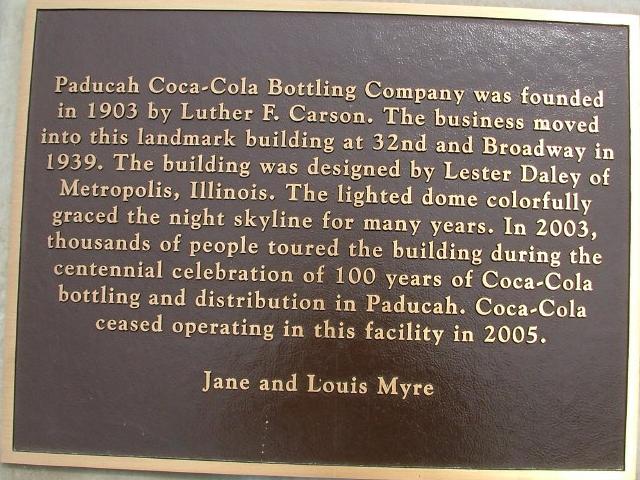 Paducah Coca-Cola Bottling Company was founded
in 1903 by Luther F. Carson. The business moved
into this landmark building at 32nd and Broadway in
1939. The building was designed by Lester Daley of
Metropolis, Illinois. The lighted dome colorfully
graced the night skyline for many years. In 2003,
thousands of people toured the building during the
centennial celebration of 100 years of Coca-Cola
bottling and distribution in Paducah. Coca-Cola
ceased operating in this facility in 2005.
Jane and Louis Myre